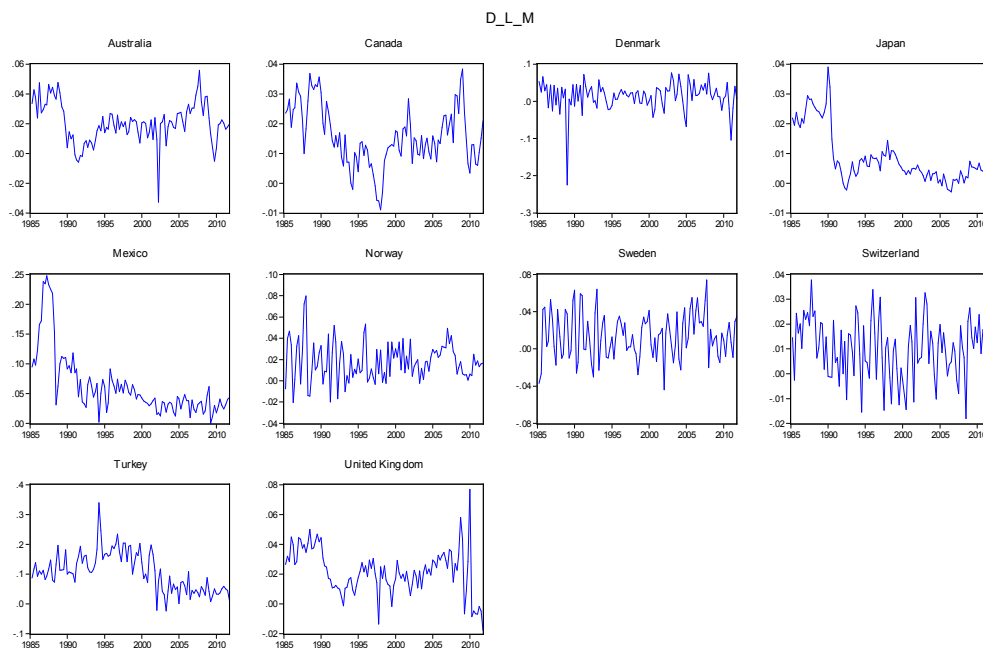 D_L_M
Australia
Canada
Denmark
Japan
.06
.04
.02
.00
-.02
-.04
1985 1990 1995 2000 2005 2010
.04
.03
.02
.01
.00
-.01
1985 1990 1995 2000 2005 2010
.1
.0
-.1
-.2
-.3
1985 1990 1995 2000 2005 2010
.04
.03
.02
.01
.00
-.01
1985 1990 1995 2000 2005 2010
Mexico
Norway
Sweden
Switzerland
.25
.20
.15
.10
.05
.00
1985 1990 1995 2000 2005 2010
.10
.08
.06
.04
.02
.00
-.02
-.04
1985 1990 1995 2000 2005 2010
.08
.04
.00
-.04
-.08
1985 1990 1995 2000 2005 2010
.04
.03
.02
.01
.00
-.01
-.02
1985 1990 1995 2000 2005 2010
Turkey
United Kingdom
.4
.3
.2
.1
.0
-.1
1985 1990 1995 2000 2005 2010
.08
.06
.04
.02
.00
-.02
1985 1990 1995 2000 2005 2010